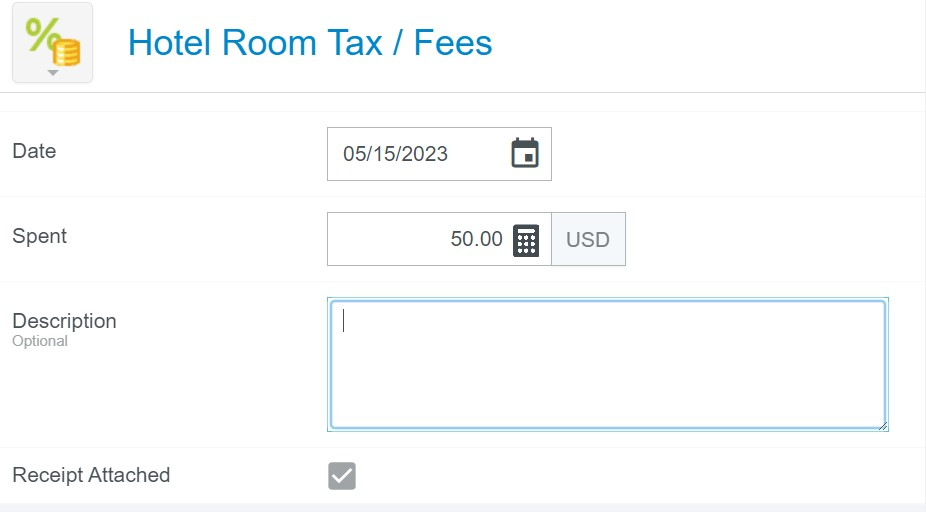 Hotel Room Tax / Fees
Date
05/15/2023
Spent
50.00
USD
Description
Optional
Receipt Attached